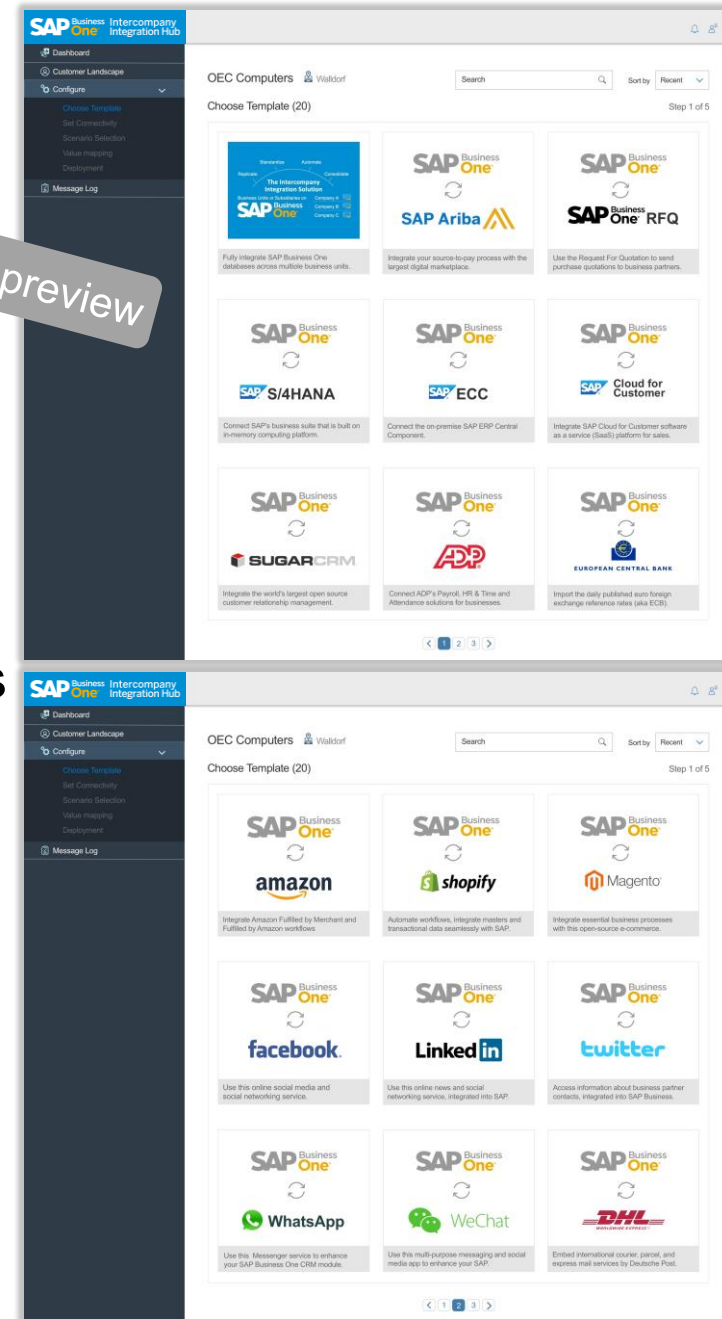 SAP Business One Intercompany Integration Hub
Dashboard
Customer Landscape
Configure
Choose Template
Set Connectivity
Scenario Selection
Value mapping
Deployment
Message Log
OEC Computers Walldorf
Search
Sort by Recent
Choose Template (20)
Step 1 of 5
preview
Standardize Automate
Replicate Consolidate
The Intercompany
Integration Solution
Business Units or Subsidiaries on
SAP Business One
Company A
Company B
Company C
Fully integrate SAP Business One
databases across multiple business units.
SAP Business One
SAP Ariba
Integrate your source-to-pay process with the
largest digital marketplace.
SAP Business One
SAP Business One RFQ
Use the Request For Quotation to send
purchase quotations to business partners.
SAP Business One
SAP S/4HANA
Connect SAP's business suite that is built on
in-memory computing platform.
SAP Business One
SAP ECC
Connect the on-premise SAP ERP Central
Component.
SAP Business One
SAP Cloud for Customer
Integrate SAP Cloud for Customer software
as a service (SaaS) platform for sales.
SAP Business One
SUGARCRM
Integrate the world's largest open source
customer relationship management.
SAP Business One
ADP
Connect ADP's Payroll, HR & Time and
Attendance solutions for businesses.
SAP Business One
EUROPEAN CENTRAL BANK
Import the daily published euro foreign
exchange reference rates (aka ECB).
< 1 2 3 >
s
SAP Business One Intercompany Integration Hub
Dashboard
Customer Landscape
Configure
Choose Template
Set Connectivity
Scenario Selection
Value mapping
Deployment
Message Log
OEC Computers Walldorf
Search
Sort by Recent
Choose Template (20)
Step 1 of 5
SAP Business One
amazon
Integrate Amazon Fulfilled by Merchant and
Fulfilled by Amazon workflows
SAP Business One
shopify
Automate workflows, integrate masters and
transactional data seamlessly with SAP.
SAP Business One
Magento
Integrate essential business processes
with this open-source e-commerce.
SAP Business One
facebook.
Use this online social media and
social networking service.
SAP Business One
Linked in
Use this online news and social
networking service, integrated into SAP.
SAP Business One
twitter
Access information about business partner
contacts, integrated into SAP Business.
SAP Business One
WhatsApp
Use this Messenger service to enhance
your SAP Business One CRM module.
SAP Business One
WeChat
Use this multi-purpose messaging and social
media app to enhance your SAP.
SAP Business One
DHL
WORLDWIDE EXPRESS
Embed international courier, parcel, and
express mail services by Deutsche Post.
< 1 2 3 >